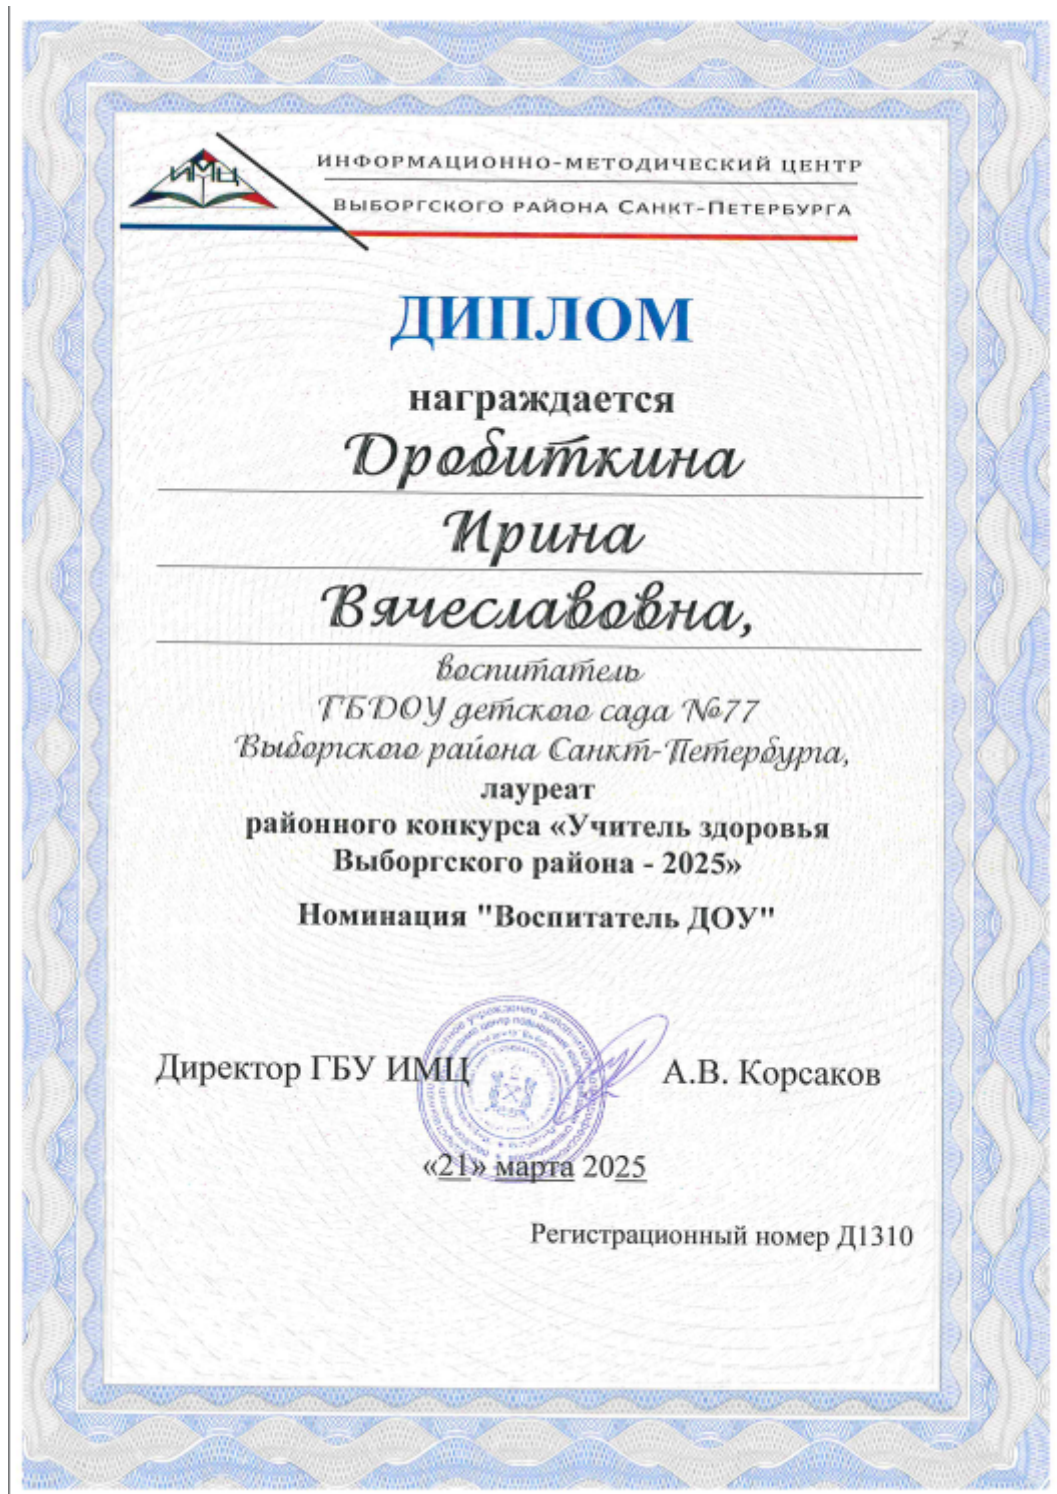 ИМЦ
ИНФОРМАЦИОННО-МЕТОДИЧЕСКИЙ ЦЕНТР
ВЫБОРГСКОГО РАЙОНА САНКТ-ПЕТЕРБУРГА
ДИПЛОМ
награждается
Дробиткина
Ирина
Вячеславовна,
воспитатель
ГБДОУ детского сада №77
Выборгского района Санкт-Петербурга,
лауреат
районного конкурса «Учитель здоровья
Выборгского района - 2025»
Номинация "Воспитатель ДОУ"
Директор ГБУ ИМЦ А.В. Корсаков
«21» марта 2025
Регистрационный номер Д1310